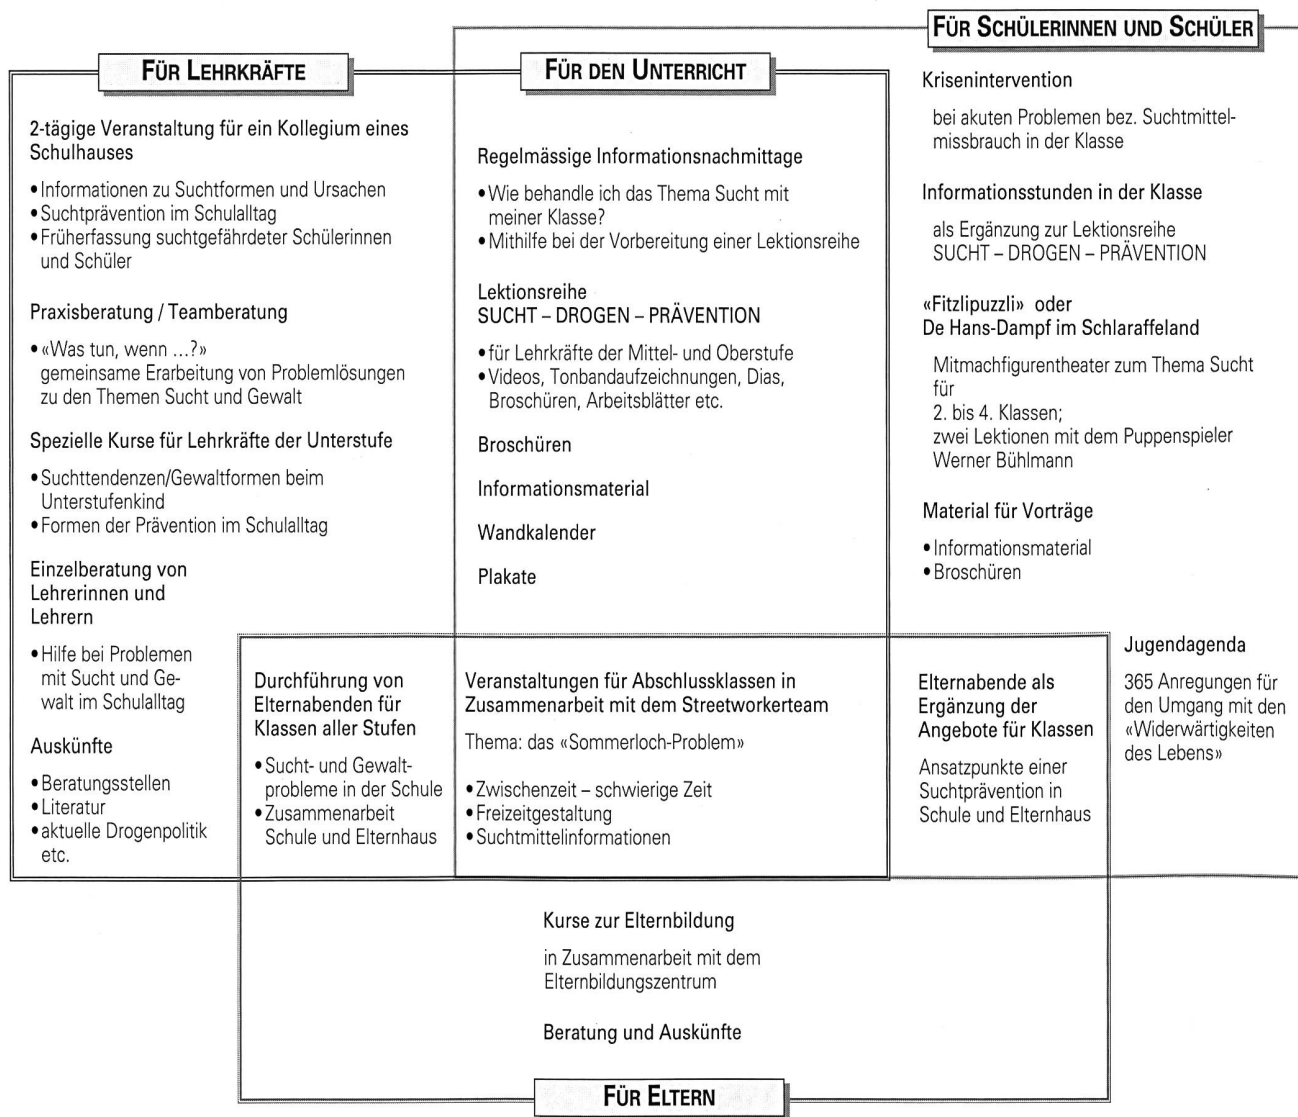 FÜR LEHRKRÄFTE
2-tägige Veranstaltung für ein Kollegium eines
Schulhauses
• Informationen zu Suchtformen und Ursachen
• Suchtprävention im Schulalltag
• Früherfassung suchtgefährdeter Schülerinnen
und Schüler
Praxisberatung / Teamberatung
• «Was tun, wenn ...?»
gemeinsame Erarbeitung von Problemlösungen
zu den Themen Sucht und Gewalt
Spezielle Kurse für Lehrkräfte der Unterstufe
• Suchttendenzen/Gewaltformen beim
Unterstufenkind
• Formen der Prävention im Schulalltag
Einzelberatung von
Lehrerinnen und
Lehrern
• Hilfe bei Problemen
mit Sucht und Ge-
walt im Schulalltag
Auskünfte
• Beratungsstellen
• Literatur
• aktuelle Drogenpolitik
etc.
FÜR DEN UNTERRICHT
Regelmässige Informationsnachmittage
• Wie behandle ich das Thema Sucht mit
meiner Klasse?
• Mithilfe bei der Vorbereitung einer Lektionsreihe
Lektionsreihe
SUCHT – DROGEN – PRÄVENTION
• für Lehrkräfte der Mittel- und Oberstufe
• Videos, Tonbandaufzeichnungen, Dias,
Broschüren, Arbeitsblätter etc.
Broschüren
Informationsmaterial
Wandkalender
Plakate
FÜR SCHÜLERINNEN UND SCHÜLER
Krisenintervention
bei akuten Problemen bez. Suchtmittel-
missbrauch in der Klasse
Informationsstunden in der Klasse
als Ergänzung zur Lektionsreihe
SUCHT – DROGEN – PRÄVENTION
«Fitzlipuzzli» oder
De Hans-Dampf im Schlaraffeland
Mitmachfigurentheater zum Thema Sucht
für
2. bis 4. Klassen;
zwei Lektionen mit dem Puppenspieler
Werner Bühlmann
Material für Vorträge
• Informationsmaterial
• Broschüren
Jugendagenda
365 Anregungen für
den Umgang mit den
«Widerwärtigkeiten
des Lebens»
Durchführung von
Elternabenden für
Klassen aller Stufen
• Sucht- und Gewalt-
probleme in der Schule
• Zusammenarbeit
Schule und Elternhaus
Veranstaltungen für Abschlussklassen in
Zusammenarbeit mit dem Streetworkerteam
Thema: das «Sommerloch-Problem»
• Zwischenzeit – schwierige Zeit
• Freizeitgestaltung
• Suchtmittelinformationen
Elternabende als
Ergänzung der
Angebote für Klassen
Ansatzpunkte einer
Suchtprävention in
Schule und Elternhaus
Kurse zur Elternbildung
in Zusammenarbeit mit dem
Elternbildungszentrum
Beratung und Auskünfte
FÜR ELTERN